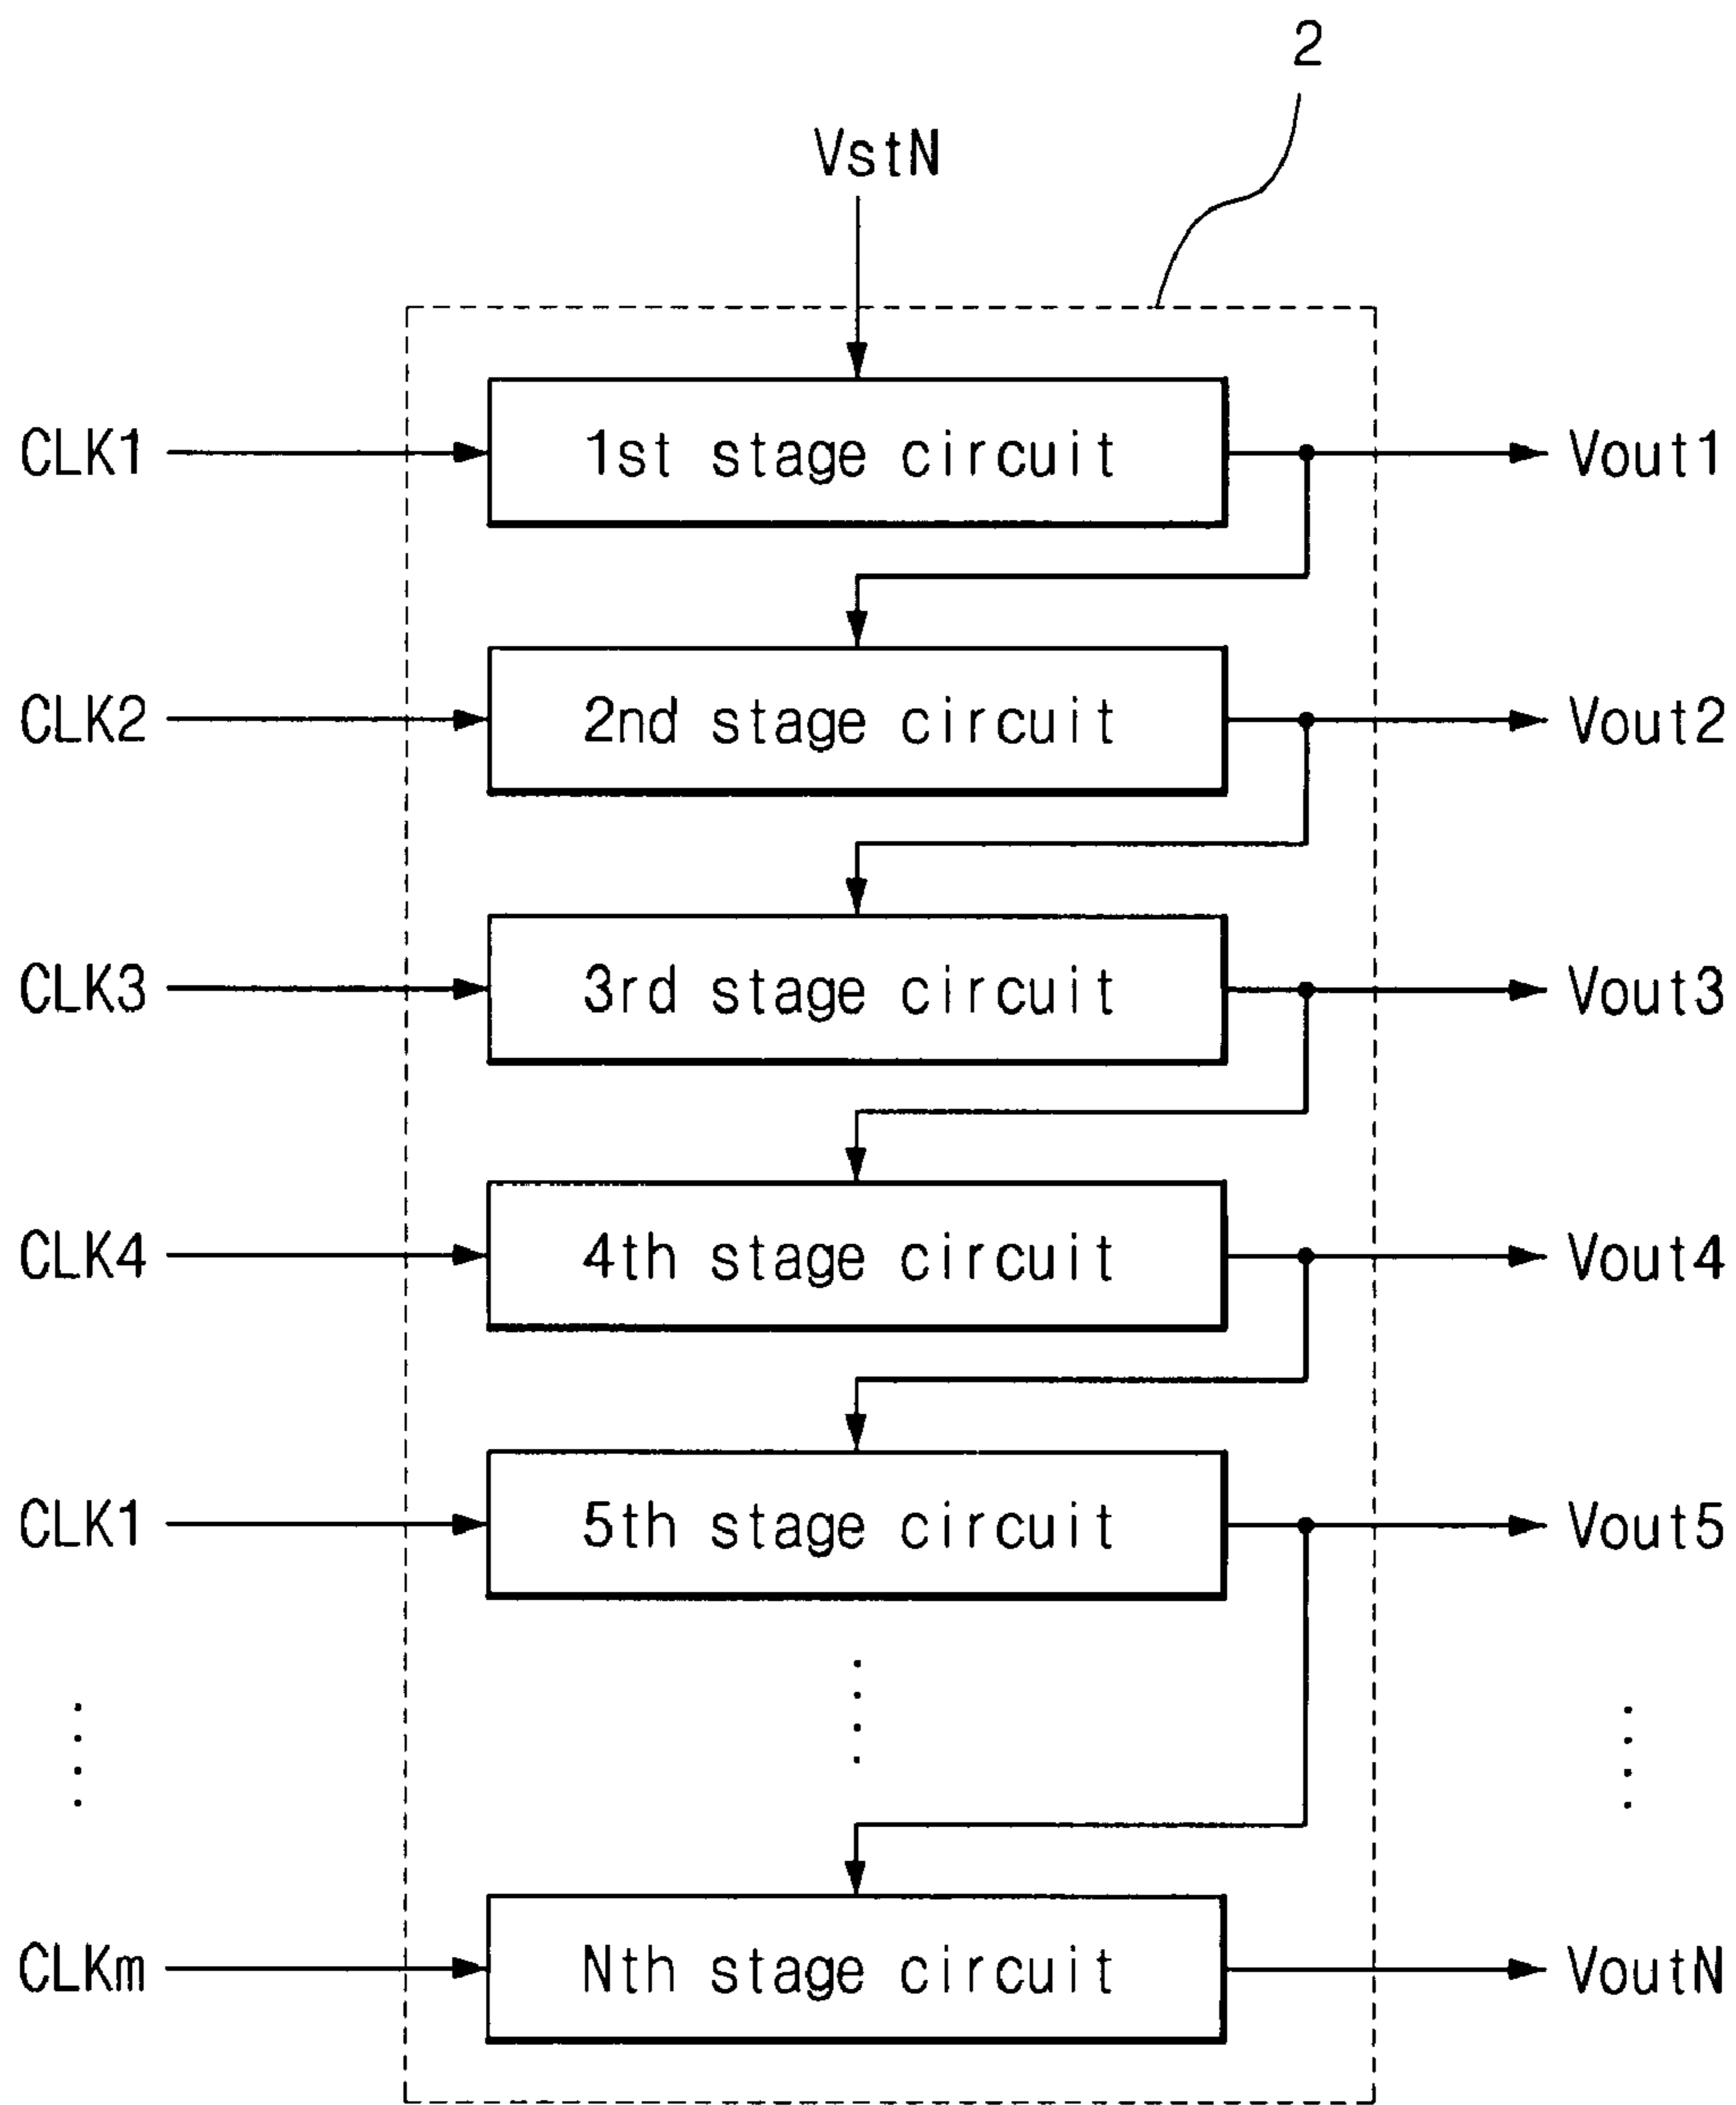 2
VstN
CLK1 1st stage circuit Vout1
CLK2 2nd stage circuit Vout2
CLK3 3rd stage circuit Vout3
CLK4 4th stage circuit Vout4
CLK1 5th stage circuit Vout5
CLKm Nth stage circuit VoutN